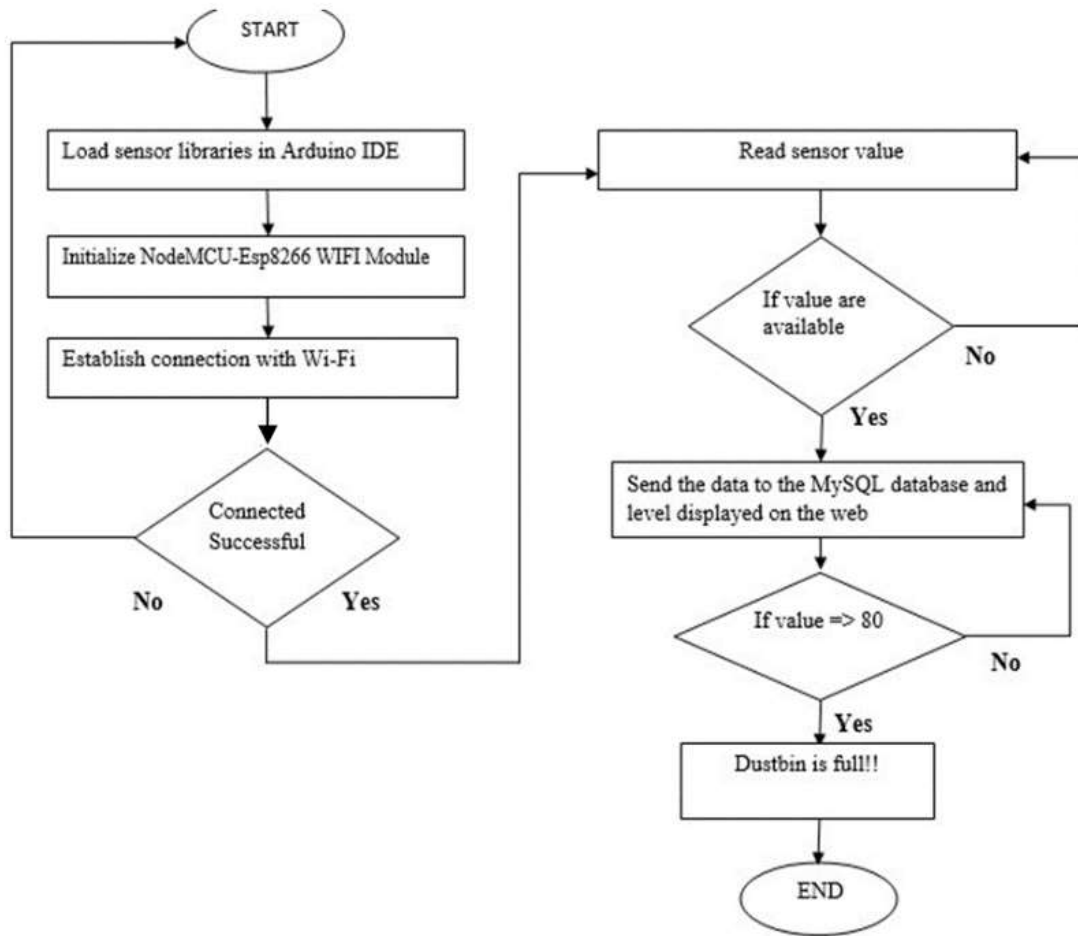 START
Load sensor libraries in Arduino IDE
Initialize NodeMCU-Esp8266 WIFI Module
Establish connection with Wi-Fi
Connected
Successful
No
Yes
Read sensor value
If value are
available
No
Yes
Send the data to the MySQL database and
level displayed on the web
If value => 80
No
Yes
Dustbin is full!!
END